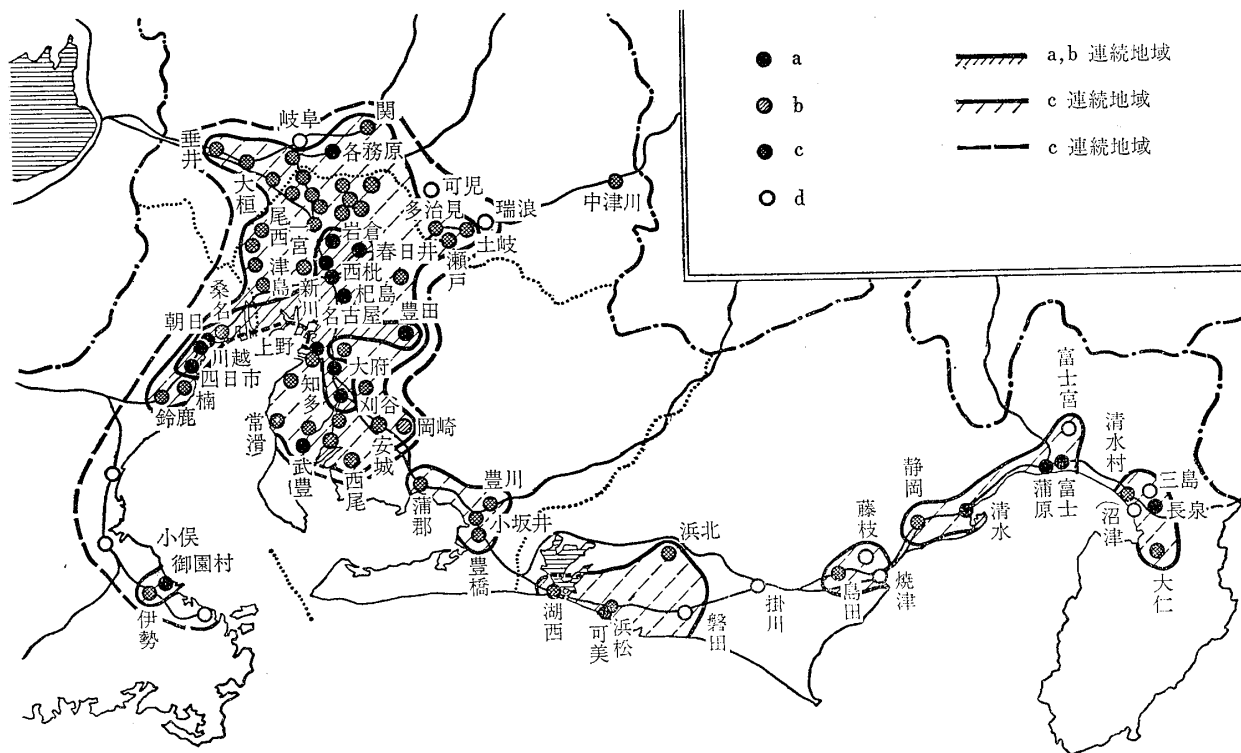 a
b
c
d
a,b 連続地域
c 連続地域
c 連続地域
関
岐阜
垂井
各務原
大垣
可児
多治見
瑞浪
中津川
土岐
瀬戸
尾西
一宮
岩倉
春日井
西枇杷島
津島
新川
名古屋
桑名
朝日
川越
四日市
楠
鈴鹿
上野
豊田
大府
知多
刈谷
常滑
武豊
安城
岡崎
西尾
蒲郡
豊川
小坂井
豊橋
小俣
御園村
伊勢
湖西
可美
浜松
浜北
磐田
掛川
藤枝
島田
焼津
静岡
清水
富士宮
蒲原
富士
清水村
(沼津)
三島
長泉
大仁